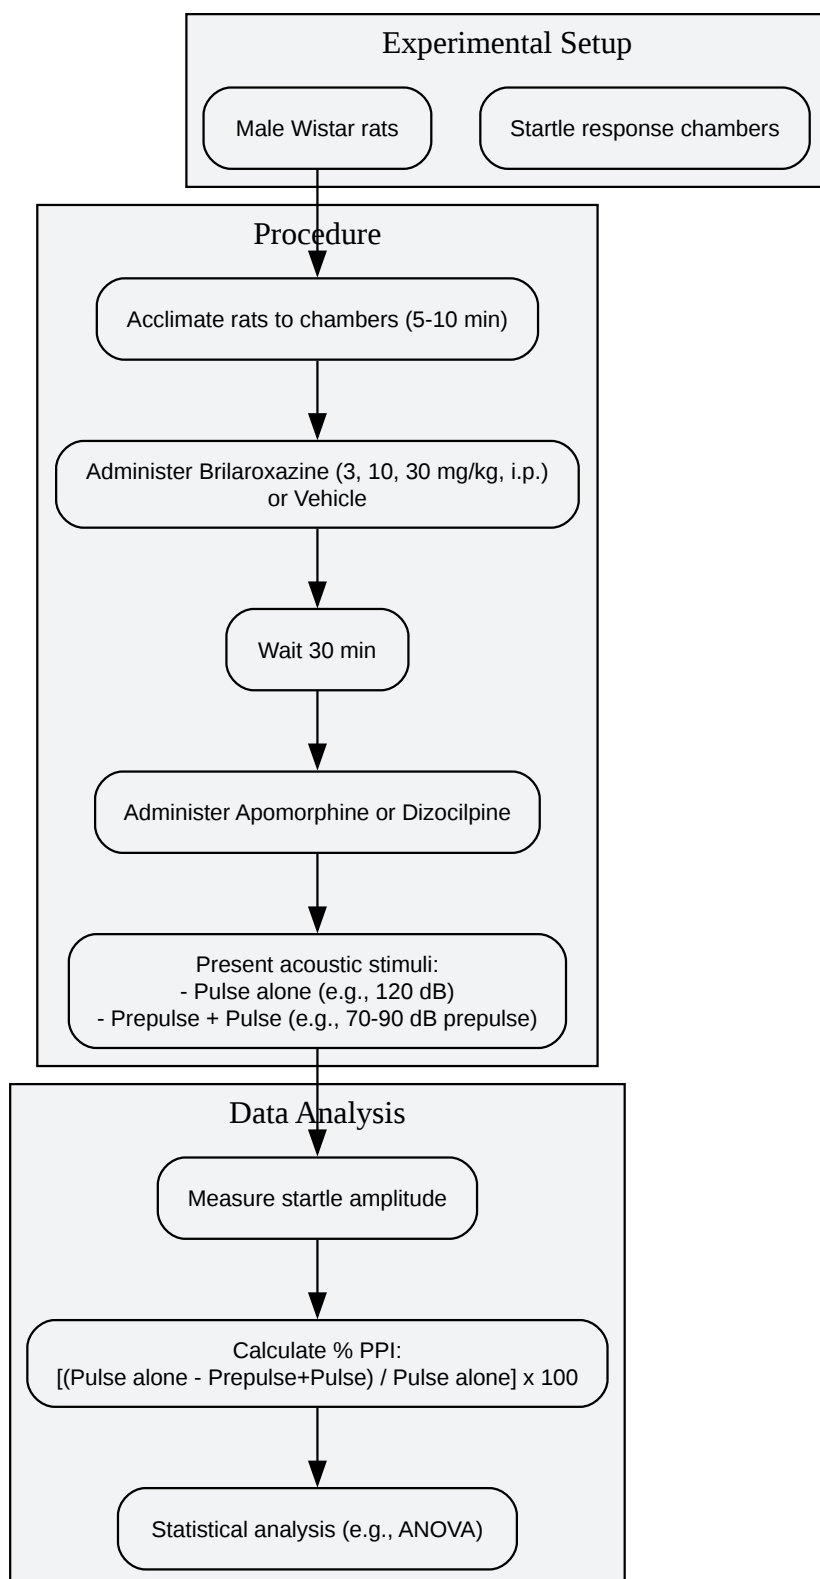 Experimental Setup
Male Wistar rats
Startle response chambers
Procedure
Acclimate rats to chambers (5-10 min)
Administer Brilaroxazine (3, 10, 30 mg/kg, i.p.)
or Vehicle
Wait 30 min
Administer Apomorphine or Dizocilpine
Present acoustic stimuli:
- Pulse alone (e.g., 120 dB)
- Prepulse + Pulse (e.g., 70-90 dB prepulse)
Data Analysis
Measure startle amplitude
Calculate % PPI:
[(Pulse alone - Prepulse+Pulse) / Pulse alone] x 100
Statistical analysis (e.g., ANOVA)